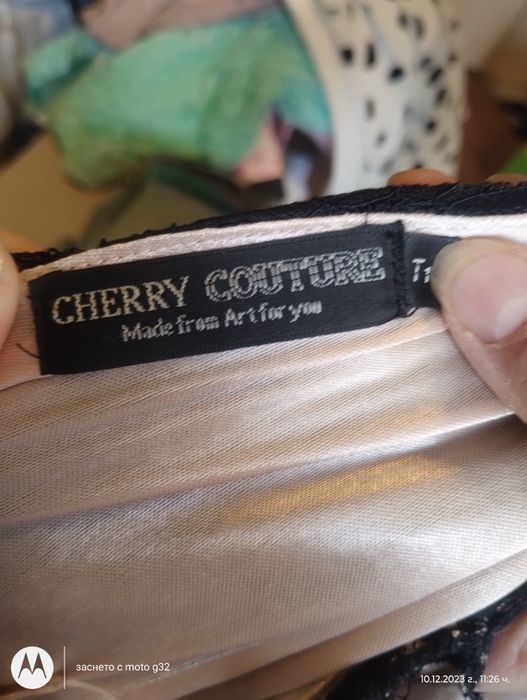 CHERRY COUTURE
Made from Art for you
заснето с moto g32
10.12.2023 г., 11:26 ч.